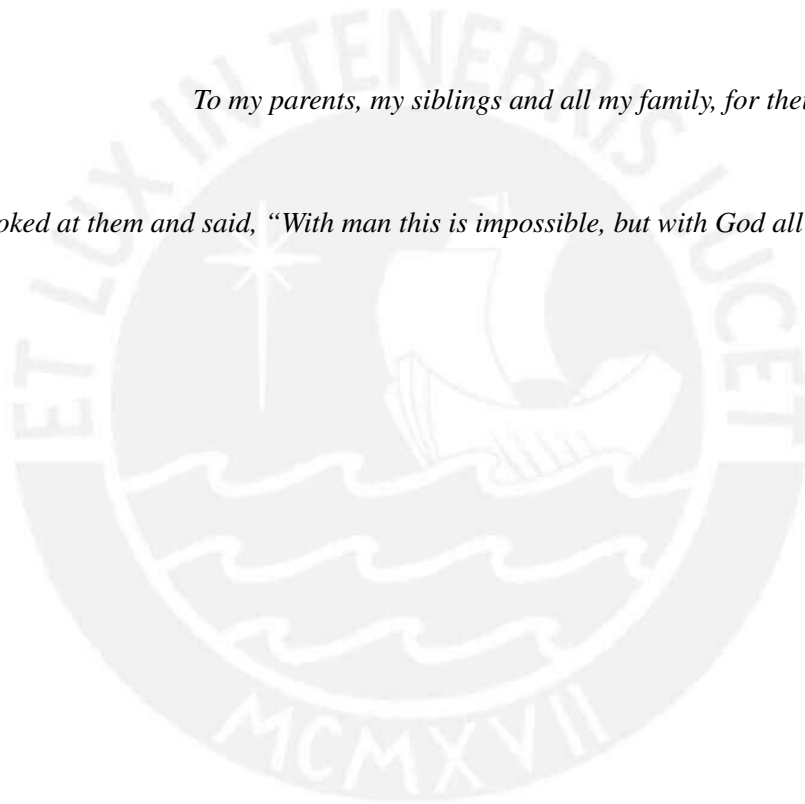 To my parents, my siblings and all my family, for thei
oked at them and said, “With man this is impossible, but with God all
ET LUX IN TENEBRIS LUCET
MCMXVII